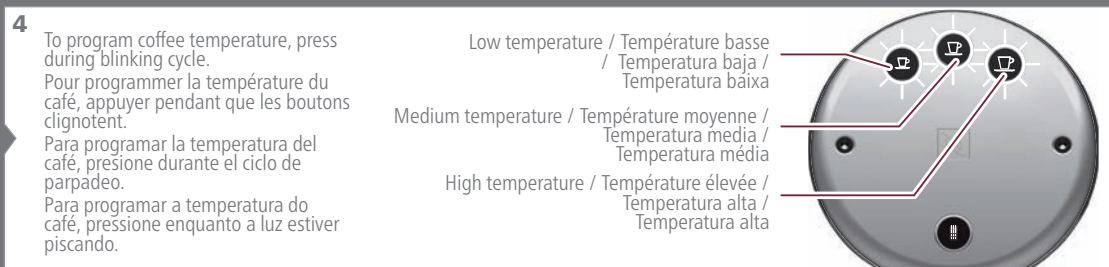 4
To program coffee temperature, press
during blinking cycle.
Pour programmer la température du
café, appuyer pendant que les boutons
clignotent.
Para programar la temperatura del
café, presione durante el ciclo de
parpadeo.
Para programar a temperatura do
café, pressione enquanto a luz estiver
piscando.
Low temperature / Température basse
/ Temperatura baja /
Temperatura baixa
Medium temperature / Température moyenne /
Temperatura media /
Temperatura média
High temperature / Température élevée /
Temperatura alta /
Temperatura alta